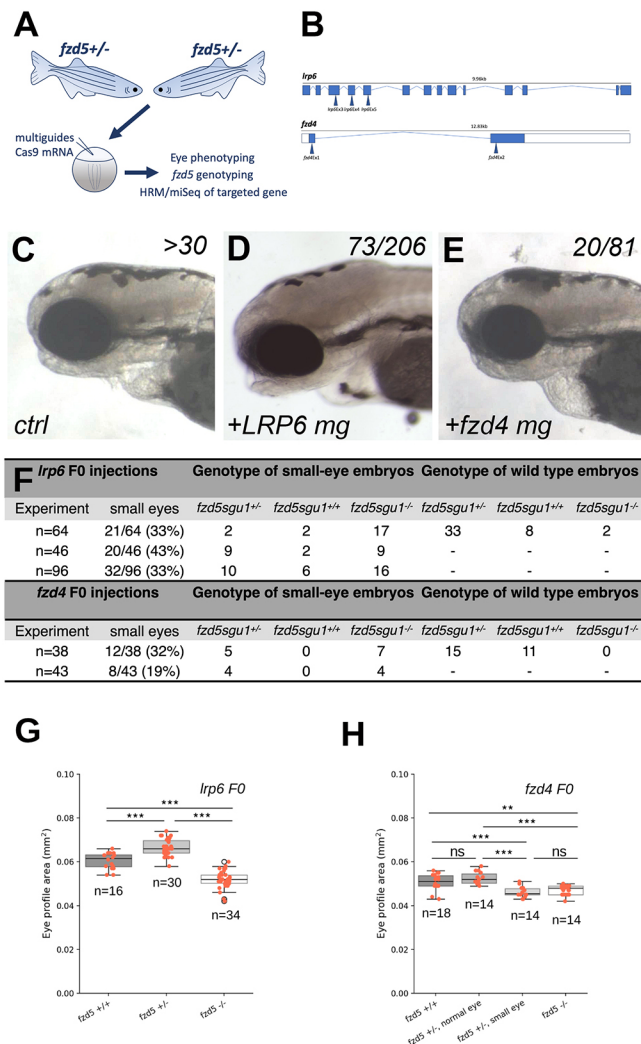 A
fzd5+/-
fzd5+/-
multiguides
Cas9 mRNA
Eye phenotyping
fzd5 genotyping
HRM/miSeq of targeted gene
B
lrp6
9.98kb
lrp6Ex3
lrp6Ex4
lrp6Ex5
fzd4
12.83kb
fzd4Ex1
fzd4Ex2
C
>30
ctrl
D
73/206
+LRP6 mg
E
20/81
+fzd4 mg
F
lrp6 F0 injections Genotype of small-eye embryos Genotype of wild type embryos
Experiment small eyes fzd5sgu1+/- fzd5sgu1+/+ fzd5sgu1-/- fzd5sgu1+/- fzd5sgu1+/+ fzd5sgu1-/-
n=64 21/64 (33%) 2 2 17 33 8 2
n=46 20/46 (43%) 9 2 9 - - -
n=96 32/96 (33%) 10 6 16 - - -
fzd4 F0 injections Genotype of small-eye embryos Genotype of wild type embryos
Experiment small eyes fzd5sgu1+/- fzd5sgu1+/+ fzd5sgu1-/- fzd5sgu1+/- fzd5sgu1+/+ fzd5sgu1-/-
n=38 12/38 (32%) 5 0 7 15 11 0
n=43 8/43 (19%) 4 0 4 - - -
G
lrp6 F0
Eye profile area (mm²)
0.10
0.08
0.06
0.04
0.02
0.00
***
*** ***
n=16
n=30
n=34
fzd5 +/+
fzd5 +/-
fzd5 -/-
H
fzd4 F0
Eye profile area (mm²)
0.10
0.08
0.06
0.04
0.02
0.00
**
***
***
ns *** ns
n=18
n=14
n=14
n=14
fzd5 +/+
fzd5 +/-, normal eye
fzd5 +/-, small eye
fzd5 -/-